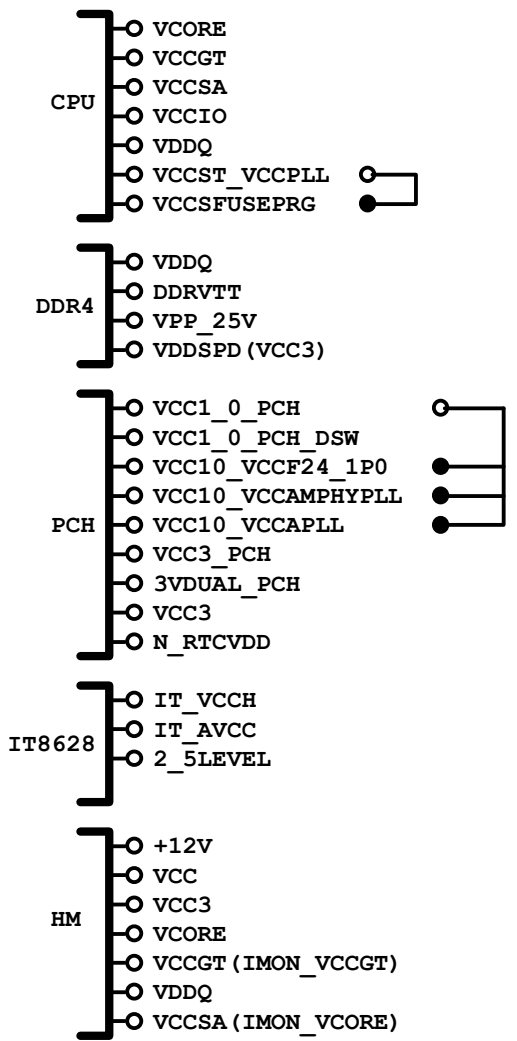 VCORE
VCCGT
VCCSA
CPU
VCCIO
VDDQ
VCCST_VCCPLL
VCCSFUSEPRG
VDDQ
DDRVTT
DDR4
VPP_25V
VDDSPD(VCC3)
VCC1_0_PCH
VCC1_0_PCH_DSW
VCC10_VCCF24_1P0
VCC10_VCCAMPHYPLL
PCH
VCC10_VCCAPLL
VCC3_PCH
3VDUAL_PCH
VCC3
N_RTCVDD
IT_VCCH
IT8628
IT_AVCC
2_5LEVEL
+12V
VCC
VCC3
HM
VCORE
VCCGT(IMON_VCCGT)
VDDQ
VCCSA(IMON_VCORE)